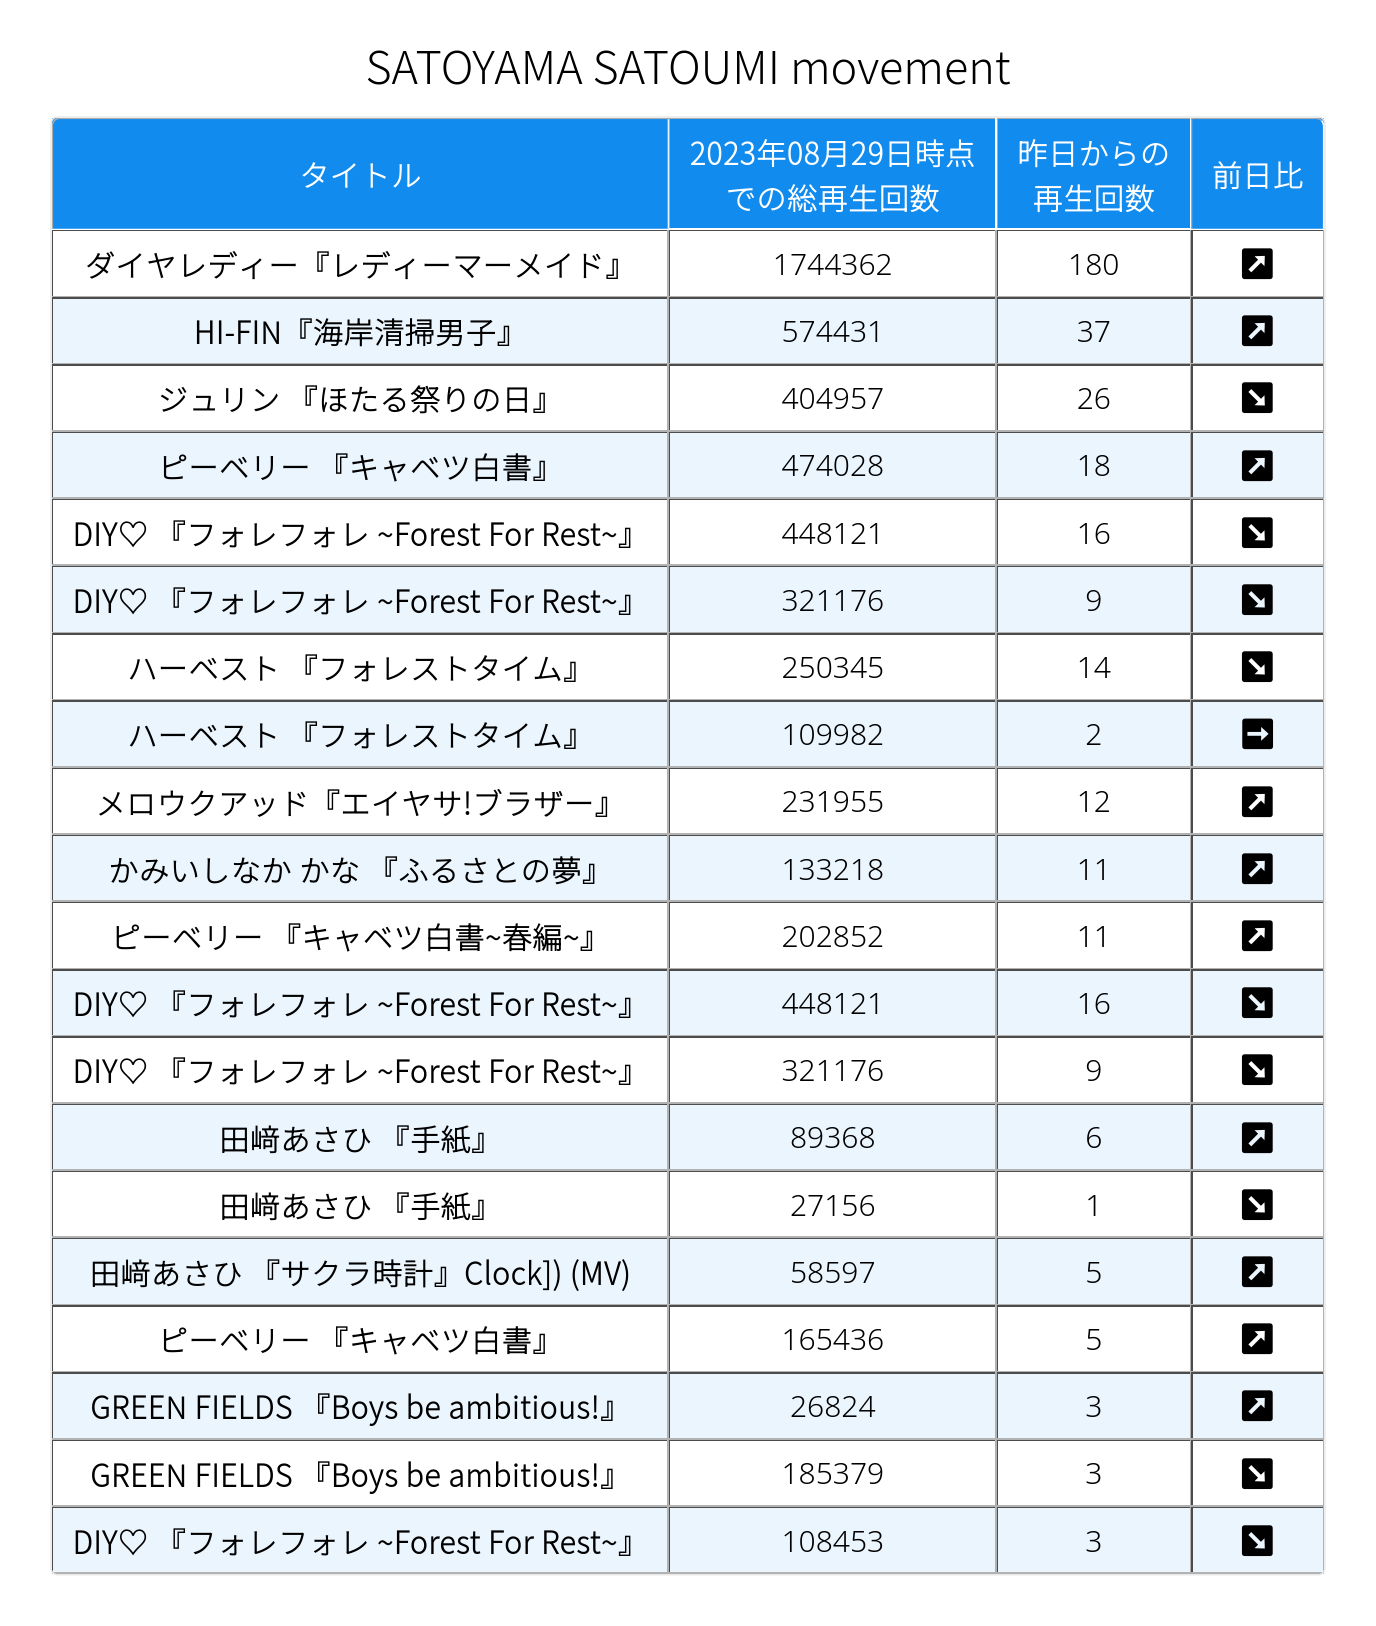 SATOYAMA SATOUMI movement
タイトル 2023年08月29日時点での総再生回数 昨日からの再生回数 前日比
ダイヤレディー『レディーマーメイド』 1744362 180 ↗
HI-FIN『海岸清掃男子』 574431 37 ↗
ジュリン 『ほたる祭りの日』 404957 26 ↘
ピーベリー 『キャベツ白書』 474028 18 ↗
DIY♡ 『フォレフォレ ~Forest For Rest~』 448121 16 ↘
DIY♡ 『フォレフォレ ~Forest For Rest~』 321176 9 ↘
ハーベスト 『フォレストタイム』 250345 14 ↘
ハーベスト 『フォレストタイム』 109982 2 →
メロウクアッド『エイヤサ!ブラザー』 231955 12 ↗
かみいしなか かな 『ふるさとの夢』 133218 11 ↗
ピーベリー 『キャベツ白書~春編~』 202852 11 ↗
DIY♡ 『フォレフォレ ~Forest For Rest~』 448121 16 ↘
DIY♡ 『フォレフォレ ~Forest For Rest~』 321176 9 ↘
田﨑あさひ 『手紙』 89368 6 ↗
田﨑あさひ 『手紙』 27156 1 ↘
田﨑あさひ 『サクラ時計』Clock]) (MV) 58597 5 ↗
ピーベリー 『キャベツ白書』 165436 5 ↗
GREEN FIELDS 『Boys be ambitious!』 26824 3 ↗
GREEN FIELDS 『Boys be ambitious!』 185379 3 ↘
DIY♡ 『フォレフォレ ~Forest For Rest~』 108453 3 ↘